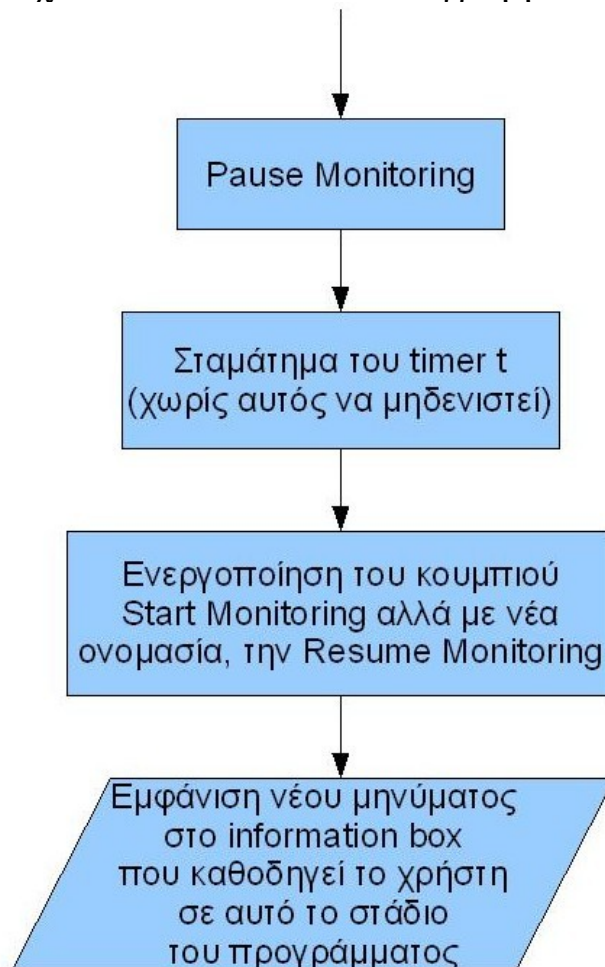 Pause Monitoring
Σταμάτημα του timer t
(χωρίς αυτός να μηδενιστεί)
Ενεργοποίηση του κουμπιού
Start Monitoring αλλά με νέα
ονομασία, την Resume Monitoring
Εμφάνιση νέου μηνύματος
στο information box
που καθοδηγεί το χρήστη
σε αυτό το στάδιο
του προγράμματος